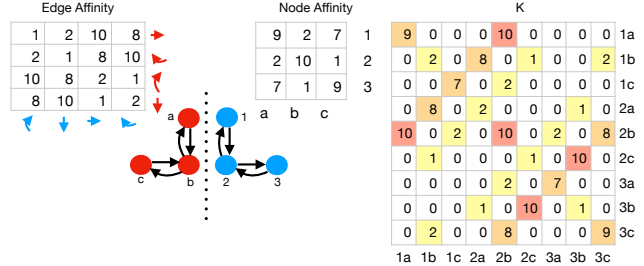 Edge Affinity
1 2 10 8
2 1 8 10
10 8 2 1
8 10 1 2
Node Affinity
9 2 7 1
2 10 1 2
7 1 9 3
a b c
a 1
c b 2 3
K
9 0 0 0 10 0 0 0 0 1a
0 2 0 8 0 1 0 0 2 1b
0 0 7 0 2 0 0 0 0 1c
0 8 0 2 0 0 0 1 0 2a
10 0 2 0 10 0 2 0 8 2b
0 1 0 0 0 1 0 10 0 2c
0 0 0 0 2 0 7 0 0 3a
0 0 0 1 0 10 0 1 0 3b
0 2 0 0 8 0 0 0 9 3c
1a 1b 1c 2a 2b 2c 3a 3b 3c